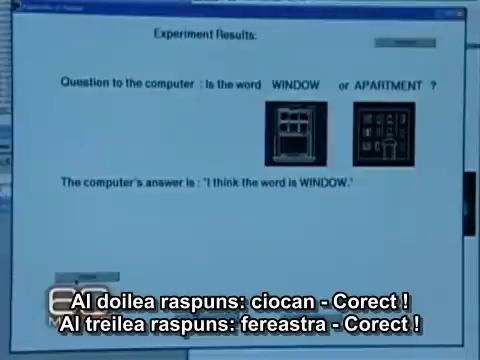 Experiment Results:
Question to the computer : Is the word WINDOW or APARTMENT ?
The computer's answer is : "I think the word is WINDOW."
60
Al doilea raspuns: ciocan - Corect !
Al treilea raspuns: fereastra - Corect !